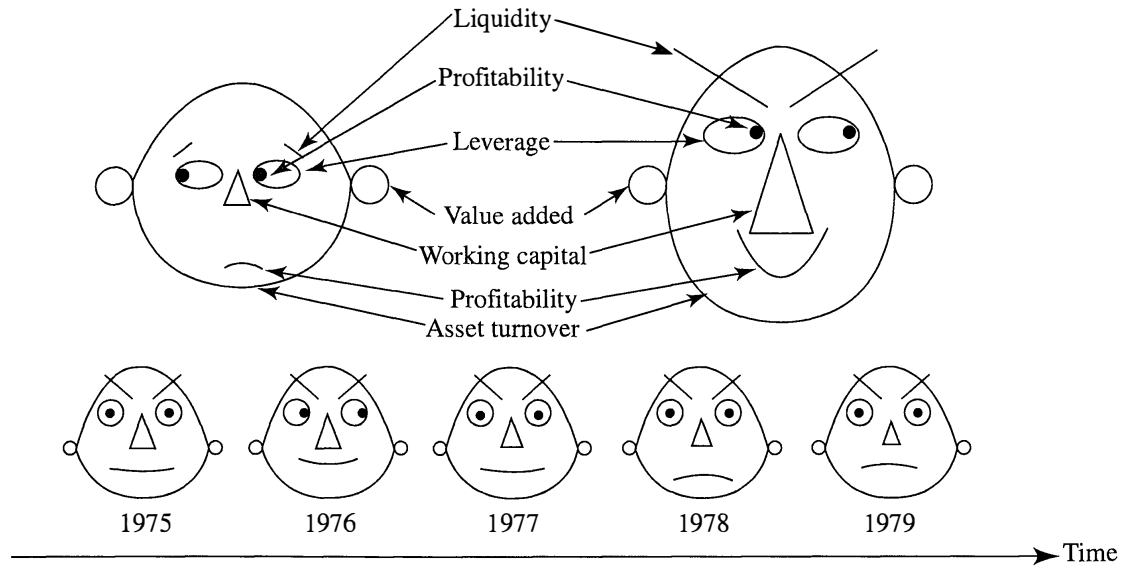 Liquidity
Profitability
Leverage
Value added
Working capital
Profitability
Asset turnover
1975 1976 1977 1978 1979
Time